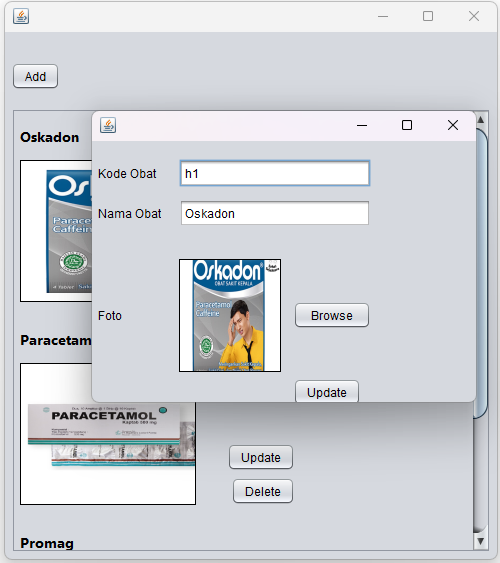 Add
Oskadon
Kode Obat
h1
Nama Obat
Oskadon
Foto
Oskadon
OBAT SAKIT KEPALA
Paracetamol
Caffeine
Browse
Update
Paracetam
PARACETAMOL
Update
Delete
Promag